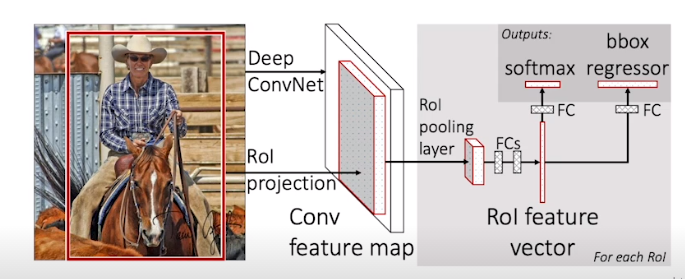 Outputs:
bbox
softmax regressor
Deep
ConvNet
FC
FC
RoI
pooling
layer
FCs
RoI
projection
Conv
feature map
RoI feature
vector
For each RoI